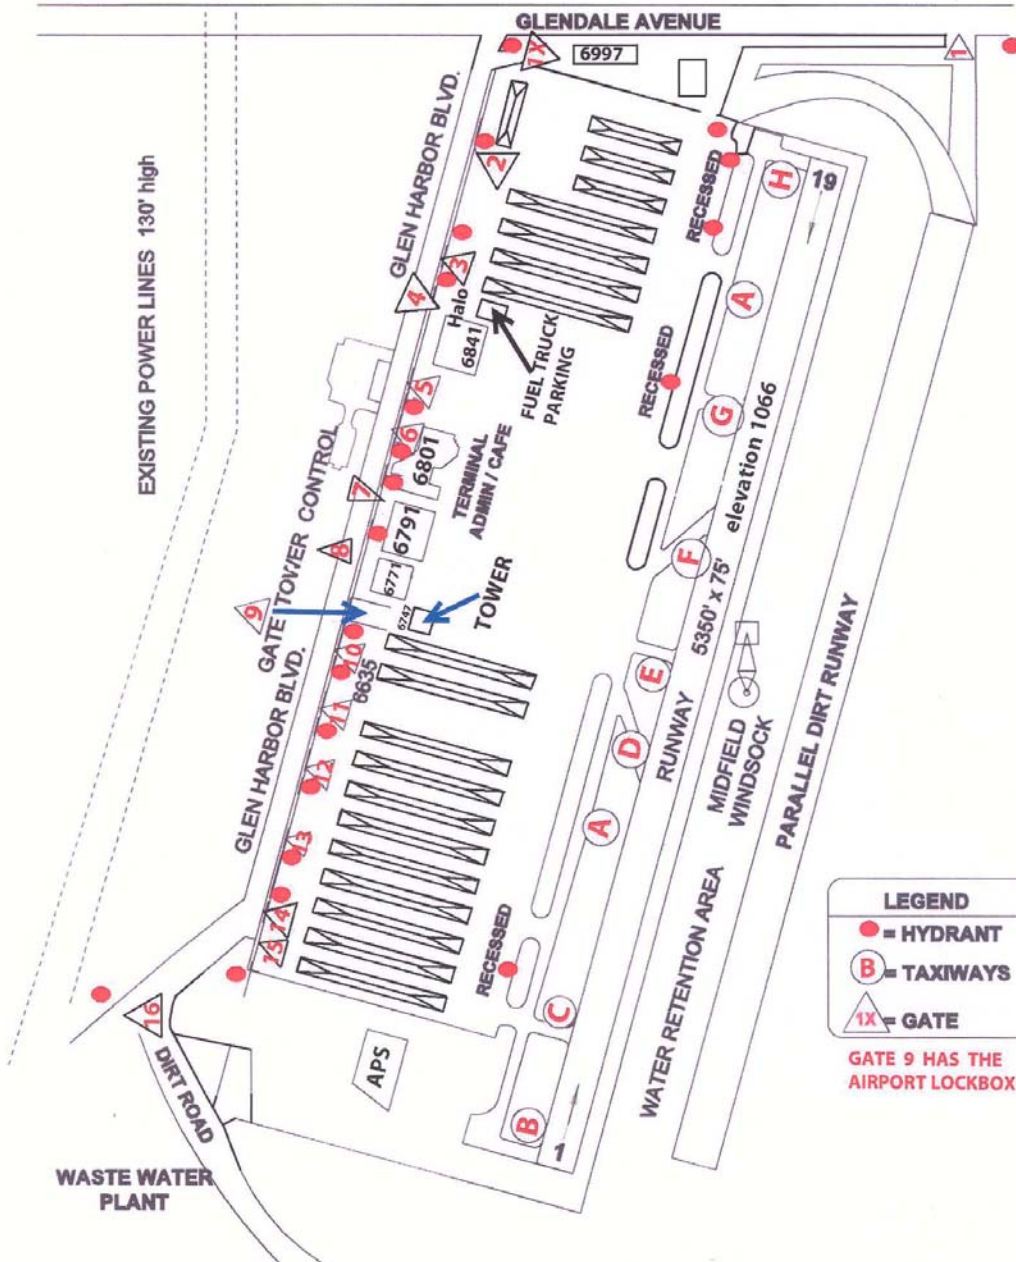 GLENDALE AVENUE
1X
6997
1
GLEN HARBOR BLVD.
2
EXISTING POWER LINES 130' high
RECESSED
H
19
3
4
Halo
6841
A
FUEL TRUCK
PARKING
RECESSED
5
G
6
6801
TERMINAL
ADMIN / CAFE
elevation 1066
7
6791
8
F
GATE TOWER CONTROL
9
6771
6247
TOWER
5350' x 75'
10
6635
E
11
GLEN HARBOR BLVD.
D
RUNWAY
MIDFIELD
WINDSOCK
PARALLEL DIRT RUNWAY
12
13
A
14
15
RECESSED
WATER RETENTION AREA
16
C
DIRT ROAD
APS
B
1
WASTE WATER
PLANT
LEGEND
= HYDRANT
B = TAXIWAYS
1X = GATE
GATE 9 HAS THE
AIRPORT LOCKBOX